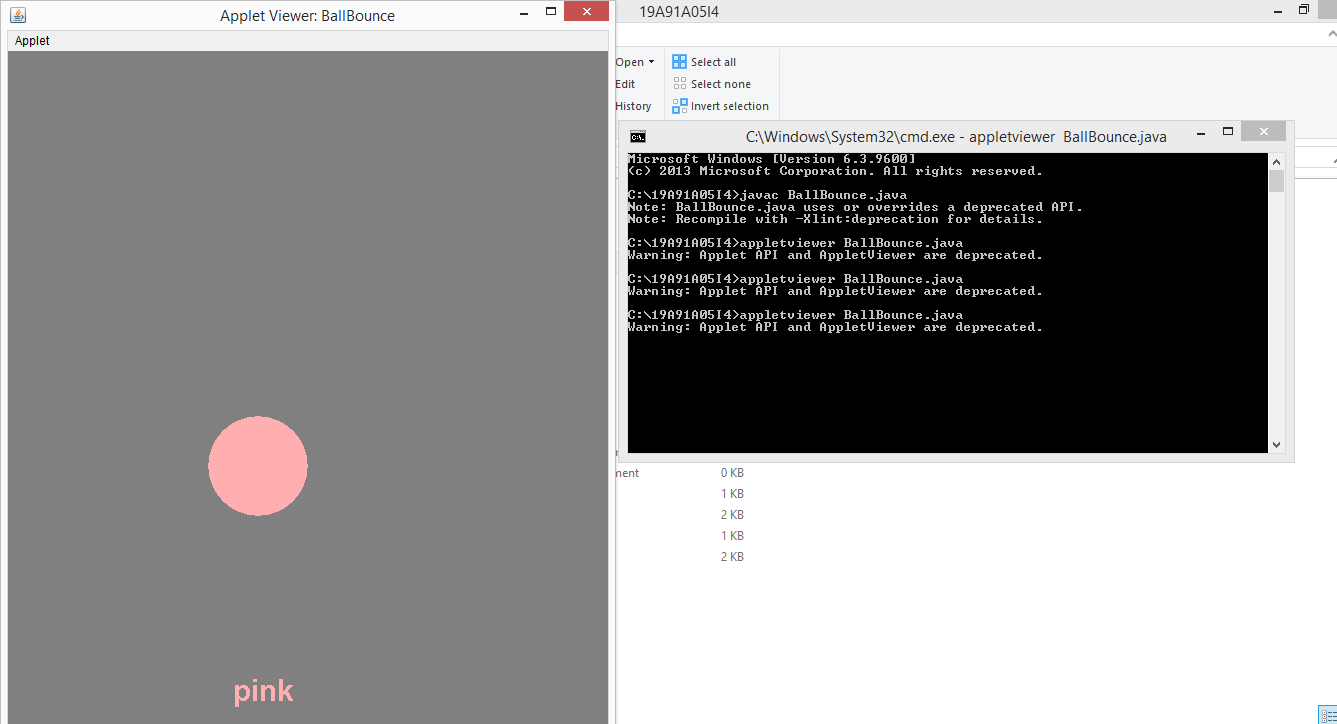 Applet Viewer: BallBounce
Applet
pink
19A91A05I4
Open
Edit
History
Select all
Select none
Invert selection
C:\Windows\System32\cmd.exe - appletviewer  BallBounce.java
Microsoft Windows [Version 6.3.9600]
(c) 2013 Microsoft Corporation. All rights reserved.
C:\19A91A05I4>javac BallBounce.java
Note: BallBounce.java uses or overrides a deprecated API.
Note: Recompile with -Xlint:deprecation for details.
C:\19A91A05I4>appletviewer BallBounce.java
Warning: Applet API and AppletViewer are deprecated.
C:\19A91A05I4>appletviewer BallBounce.java
Warning: Applet API and AppletViewer are deprecated.
C:\19A91A05I4>appletviewer BallBounce.java
Warning: Applet API and AppletViewer are deprecated.
ment 0 KB
1 KB
2 KB
1 KB
2 KB